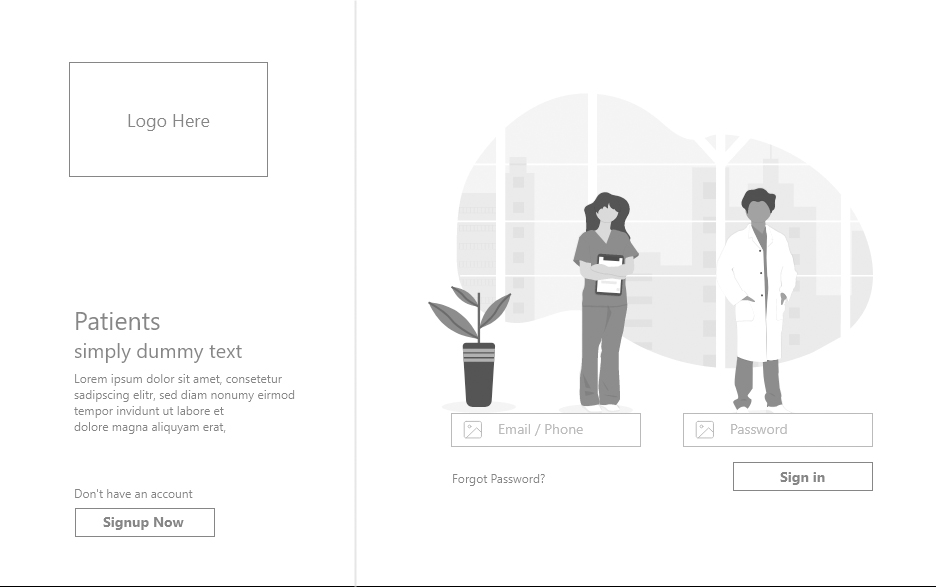 Logo Here
Patients
simply dummy text
Lorem ipsum dolor sit amet, consetetur
sadipscing elitr, sed diam nonumy eirmod
tempor invidunt ut labore et
dolore magna aliquyam erat,
Don't have an account
Signup Now
Email / Phone
Password
Forgot Password?
Sign in